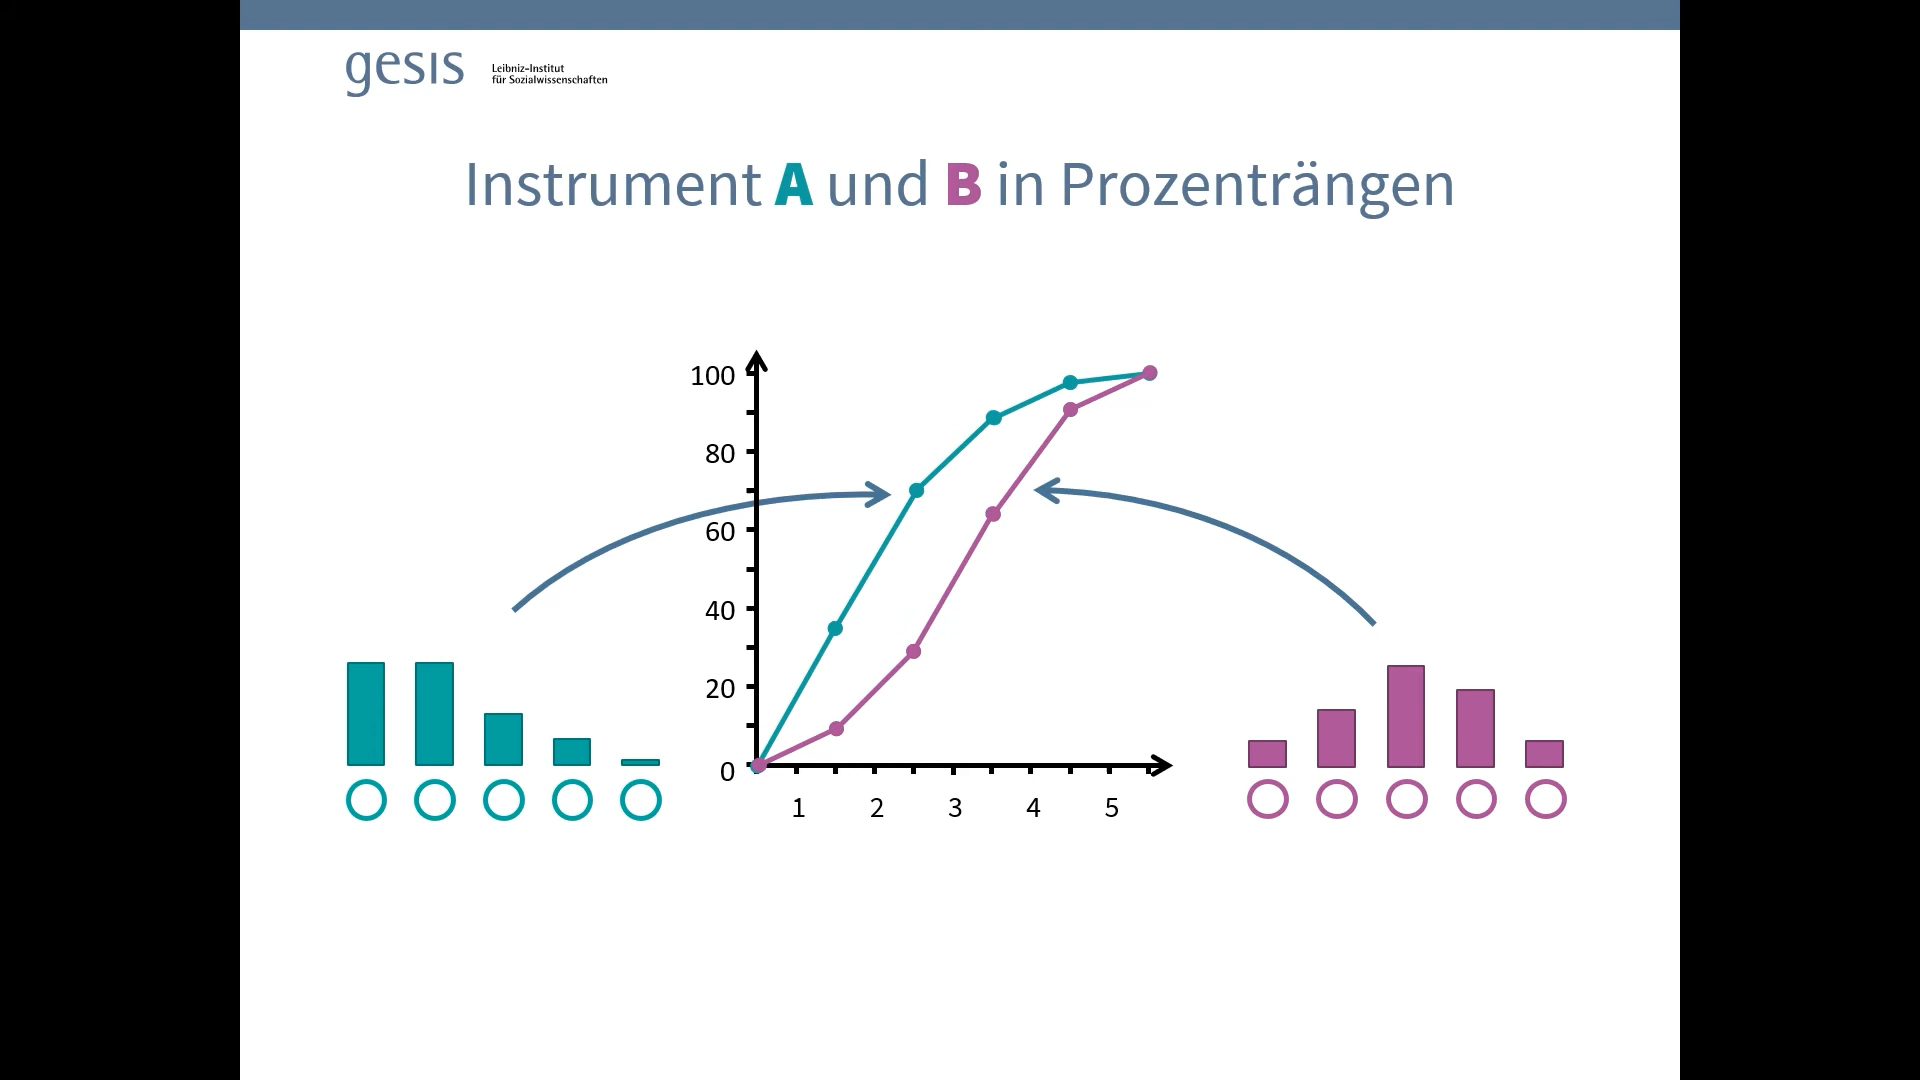 gesis
Leibniz-Institut
für Sozialwissenschaften
Instrument A und B in Prozenträngen
100
80
60
40
20
0
1 2 3 4 5